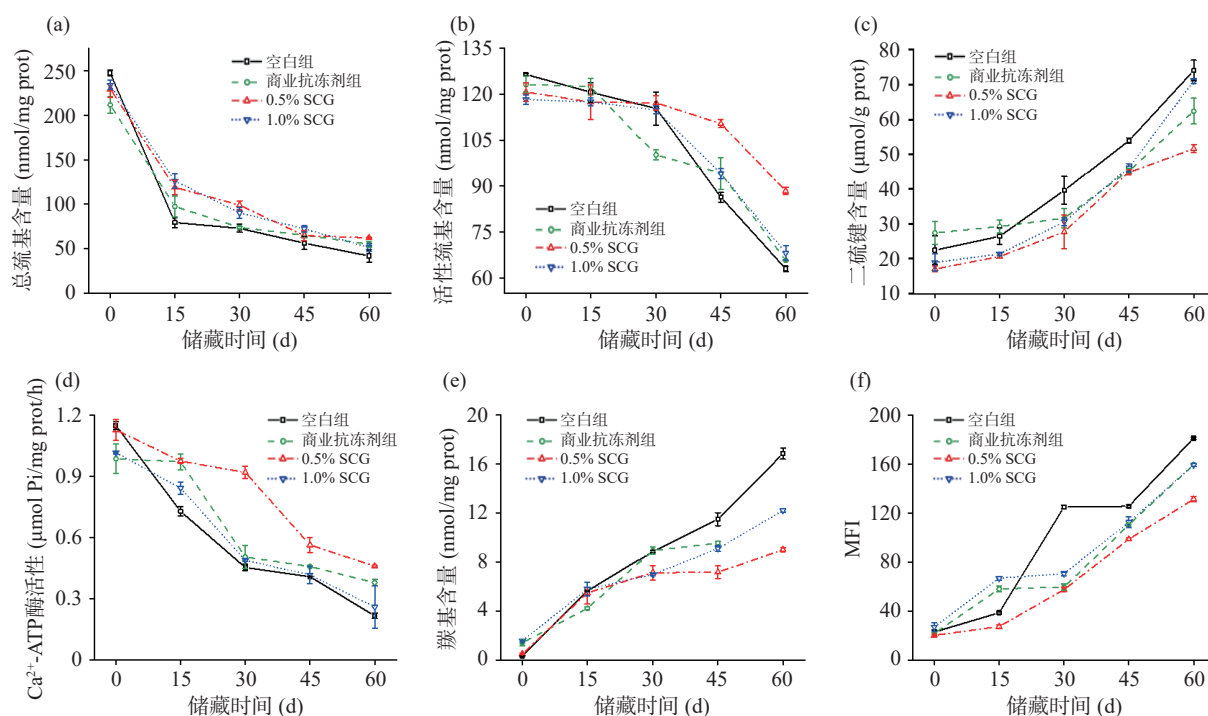 (a)
总巯基含量 (nmol/mg prot)
250
200
150
100
50
0
空白组
商业抗冻剂组
0.5% SCG
1.0% SCG
0 15 30 45 60
储藏时间 (d)
(b)
活性巯基含量 (nmol/mg prot)
135
120
105
90
75
60
空白组
商业抗冻剂组
0.5% SCG
1.0% SCG
0 15 30 45 60
储藏时间 (d)
(c)
二硫键含量 (μmol/g prot)
80
70
60
50
40
30
20
10
空白组
商业抗冻剂组
0.5% SCG
1.0% SCG
0 15 30 45 60
储藏时间 (d)
(d)
Ca²⁺-ATP酶活性 (μmol Pi/mg prot/h)
1.2
0.9
0.6
0.3
0
空白组
商业抗冻剂组
0.5% SCG
1.0% SCG
0 15 30 45 60
储藏时间 (d)
(e)
羰基含量 (nmol/mg prot)
20
16
12
8
4
0
空白组
商业抗冻剂组
0.5% SCG
1.0% SCG
0 15 30 45 60
储藏时间 (d)
(f)
MFI
200
160
120
80
40
0
空白组
商业抗冻剂组
0.5% SCG
1.0% SCG
0 15 30 45 60
储藏时间 (d)